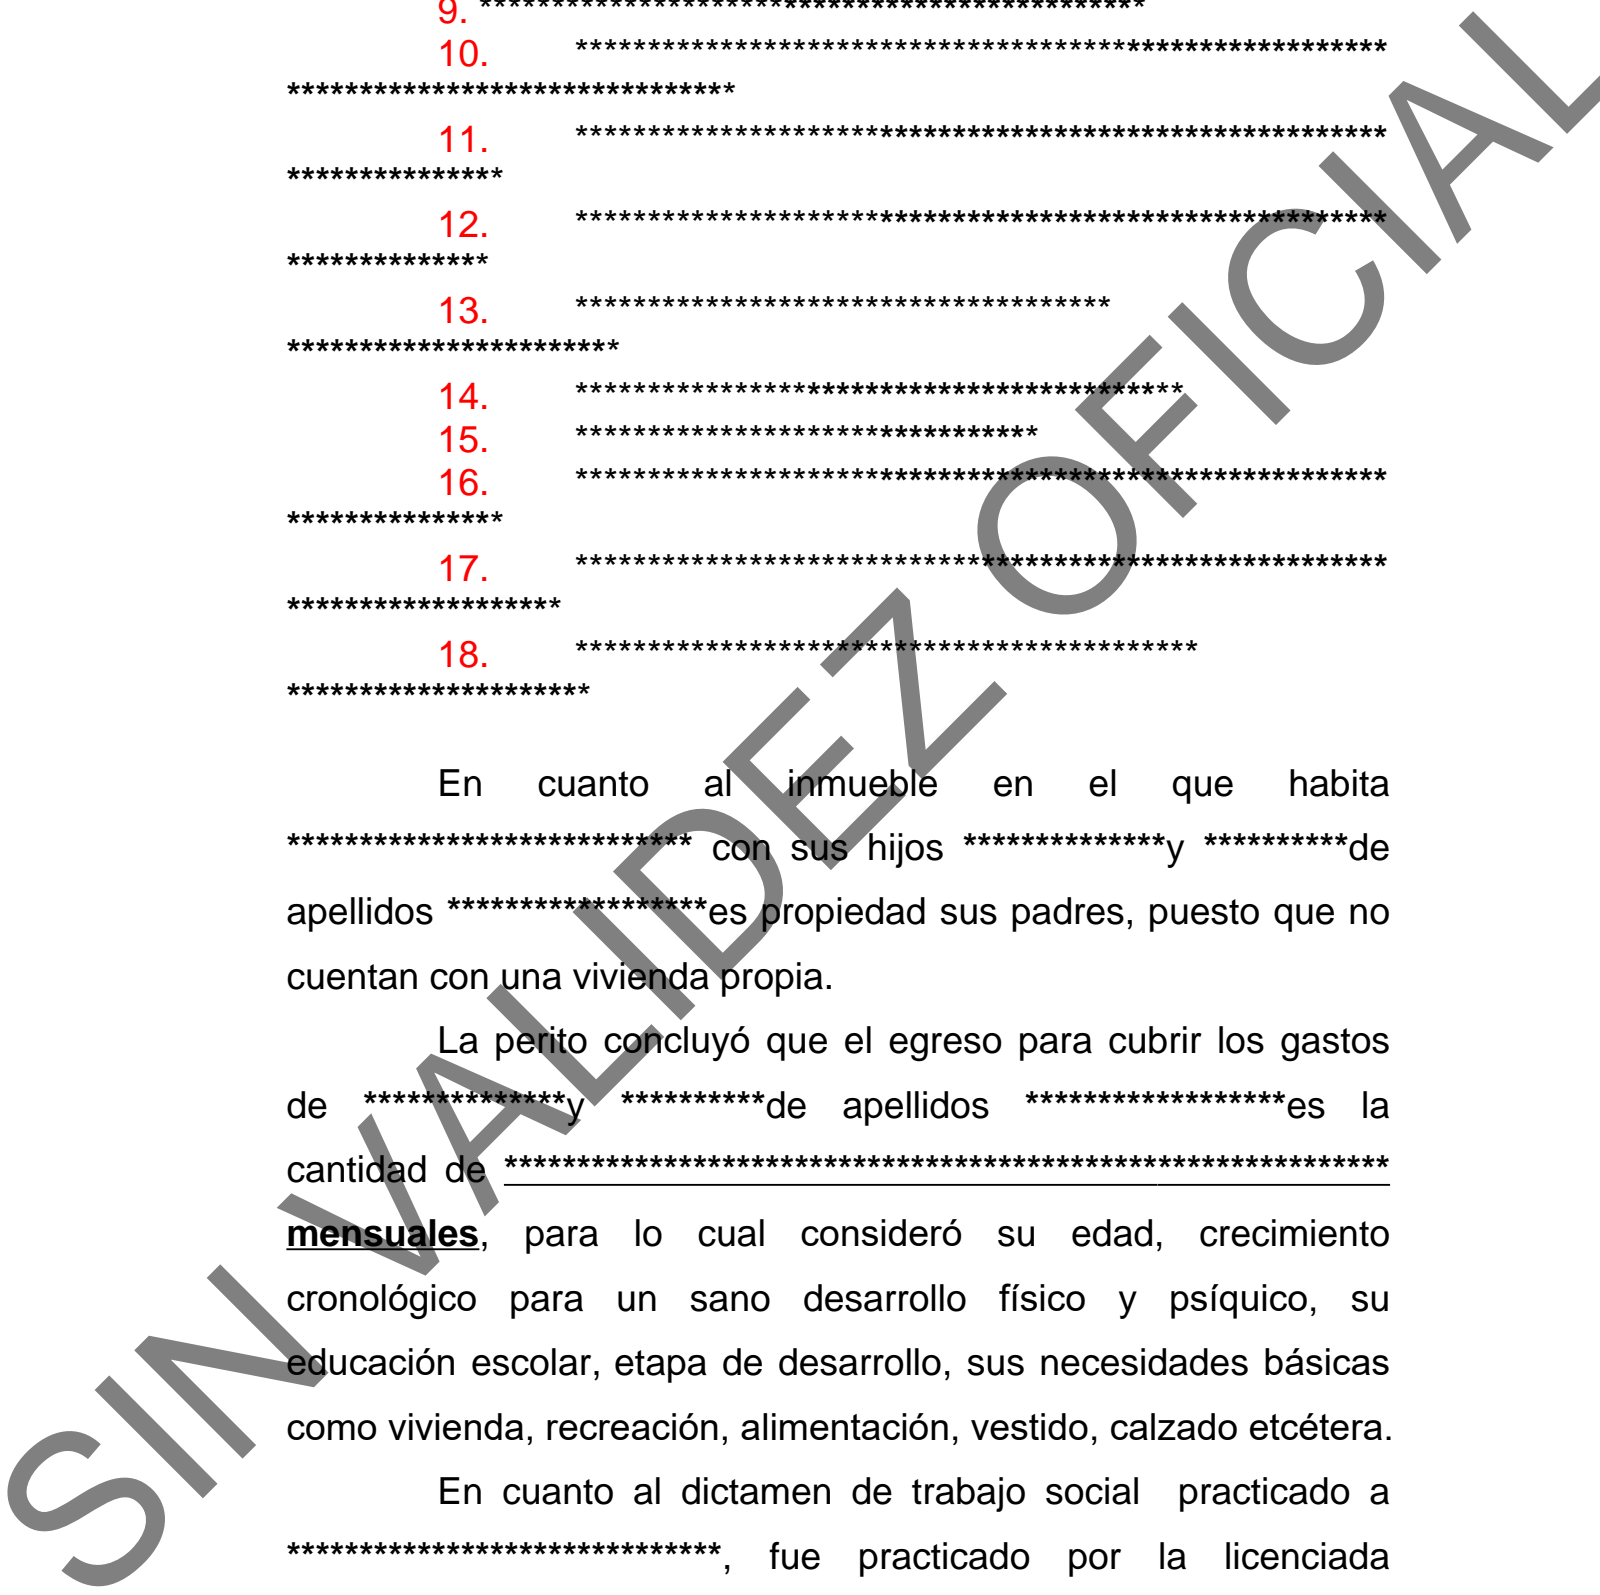 9. **********************************************
10. ********************************************************
*******************************
11. ********************************************************
***************
12. ********************************************************
**************
13. *************************************
***********************
14. ******************************************
15. ********************************
16. ********************************************************
***************
17. ********************************************************
*******************
18. *******************************************
*********************
En cuanto al inmueble en el que habita
**************************** con sus hijos **************y **********de
apellidos ******************es propiedad sus padres, puesto que no
cuentan con una vivienda propia.
La perito concluyó que el egreso para cubrir los gastos
de **************y **********de apellidos ******************es la
cantidad de *************************************************************
mensuales, para lo cual consideró su edad, crecimiento
cronológico para un sano desarrollo físico y psíquico, su
educación escolar, etapa de desarrollo, sus necesidades básicas
como vivienda, recreación, alimentación, vestido, calzado etcétera.
En cuanto al dictamen de trabajo social practicado a
******************************, fue practicado por la licenciada
SIN VALIDEZ OFICIAL